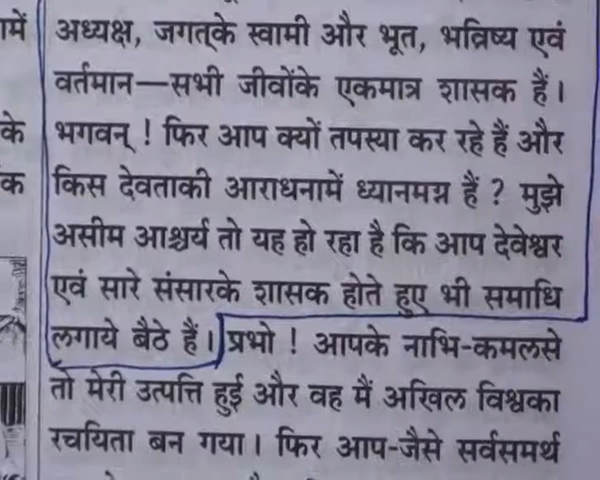 में अध्यक्ष, जगत्के स्वामी और भूत, भविष्य एवं
वर्तमान—सभी जीवोंके एकमात्र शासक हैं।
के भगवन् ! फिर आप क्यों तपस्या कर रहे हैं और
क किस देवताकी आराधनामें ध्यानमग्न हैं ? मुझे
असीम आश्चर्य तो यह हो रहा है कि आप देवेश्वर
एवं सारे संसारके शासक होते हुए भी समाधि
लगाये बैठे हैं। प्रभो ! आपके नाभि-कमलसे
तो मेरी उत्पत्ति हुई और वह मैं अखिल विश्वका
रचयिता बन गया। फिर आप-जैसे सर्वसमर्थ